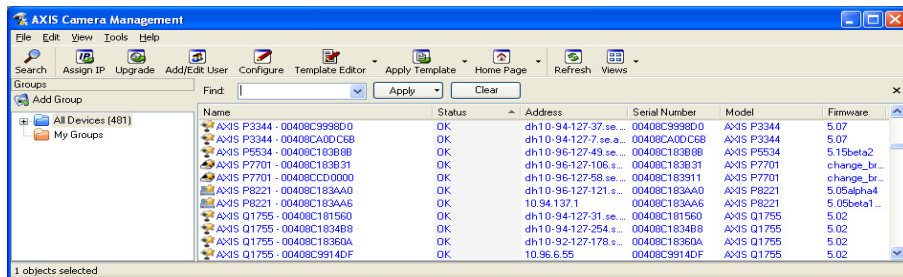 AXIS Camera Management
File Edit View Tools Help
Search Assign IP Upgrade Add/Edit User Configure Template Editor Apply Template Home Page Refresh Views
Groups
Find: Apply Clear
Add Group
Name Status Address Serial Number Model Firmware
All Devices (481)
My Groups
AXIS P3344 - 00408C9998D0 OK dh10-94-127-37.se.... 00408C9998D0 AXIS P3344 5.07
AXIS P3344 - 00408CA0DC6B OK dh10-94-127-7.se.a... 00408CA0DC6B AXIS P3344 5.07
AXIS P5534 - 00408C183B8B OK dh10-96-127-49.se.... 00408C183B8B AXIS P5534 5.15beta2
AXIS P7701 - 00408C183B31 OK dh10-96-127-106.s... 00408C183B31 AXIS P7701 change_br...
AXIS P7701 - 00408CCD0000 OK dh10-96-127-58.se.... 00408C183911 AXIS P7701 change_br...
AXIS P8221 - 00408C183AA0 OK dh10-96-127-121.s... 00408C183AA0 AXIS P8221 5.05alpha4
AXIS P8221 - 00408C183AA6 OK 10.94.137.1 00408C183AA6 AXIS P8221 5.05beta1...
AXIS Q1755 - 00408C181560 OK dh10-94-127-31.se.... 00408C181560 AXIS Q1755 5.02
AXIS Q1755 - 00408C1834B8 OK dh10-94-127-254.s... 00408C1834B8 AXIS Q1755 5.02
AXIS Q1755 - 00408C18360A OK dh10-92-127-178.s... 00408C18360A AXIS Q1755 5.02
AXIS Q1755 - 00408C9914DF OK 10.96.6.55 00408C9914DF AXIS Q1755 5.02
1 objects selected